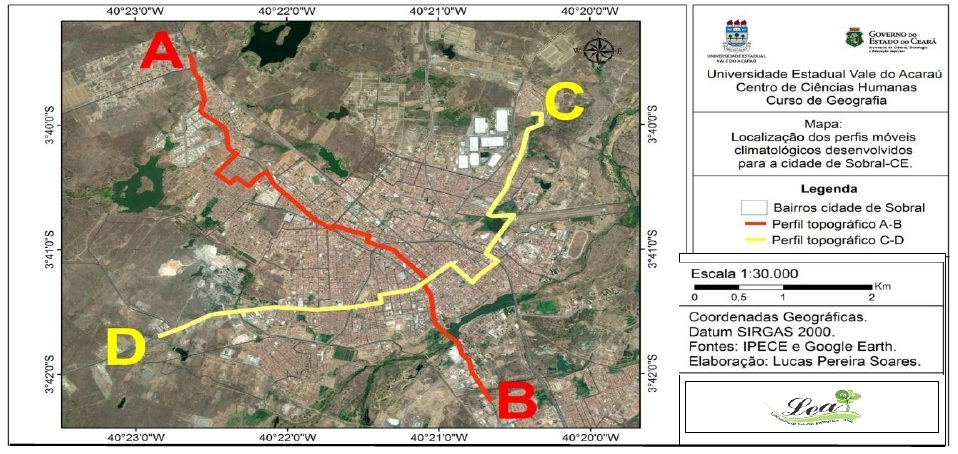 40°23'0"W 40°22'0"W 40°21'0"W 40°20'0"W
A
W E
C
3°40'0"S 3°40'0"S
3°41'0"S 3°41'0"S
D
3°42'0"S 3°42'0"S
B
40°23'0"W 40°22'0"W 40°21'0"W 40°20'0"W
UNIVERSIDADE ESTADUAL
VALE DO ACARAÚ
GOVERNO DO
ESTADO DO CEARÁ
Universidade Estadual Vale do Acaraú
Centro de Ciências Humanas
Curso de Geografia
Mapa:
Localização dos perfis móveis
climatológicos desenvolvidos
para a cidade de Sobral-CE.
Legenda
Bairros cidade de Sobral
Perfil topográfico A-B
Perfil topográfico C-D
Escala 1:30.000
Km
0 0,5 1 2
Coordenadas Geográficas.
Datum SIRGAS 2000.
Fontes: IPECE e Google Earth.
Elaboração: Lucas Pereira Soares.
Lea